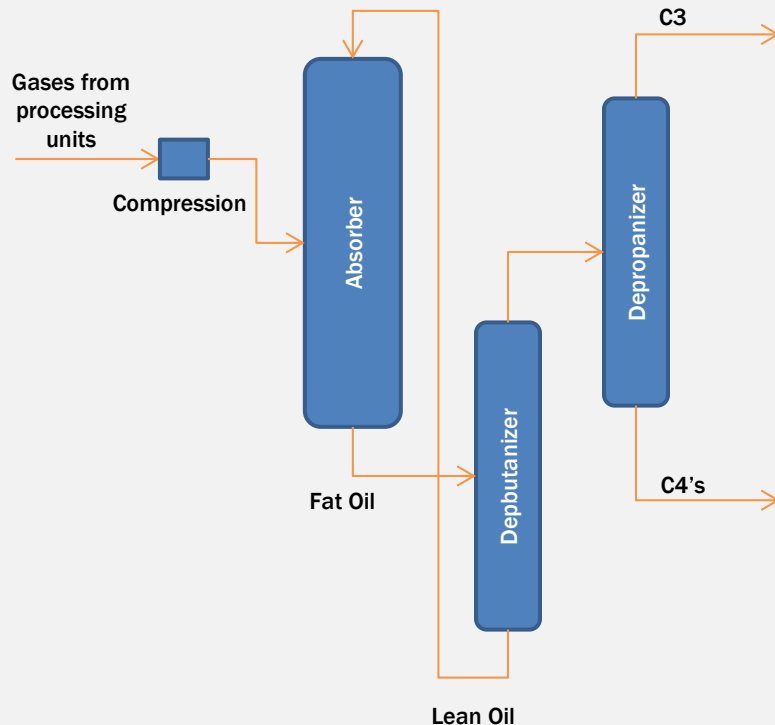 C3
Gases from
processing
units
Compression
Absorber
Depropanizer
Depbutanizer
C4's
Fat Oil
Lean Oil